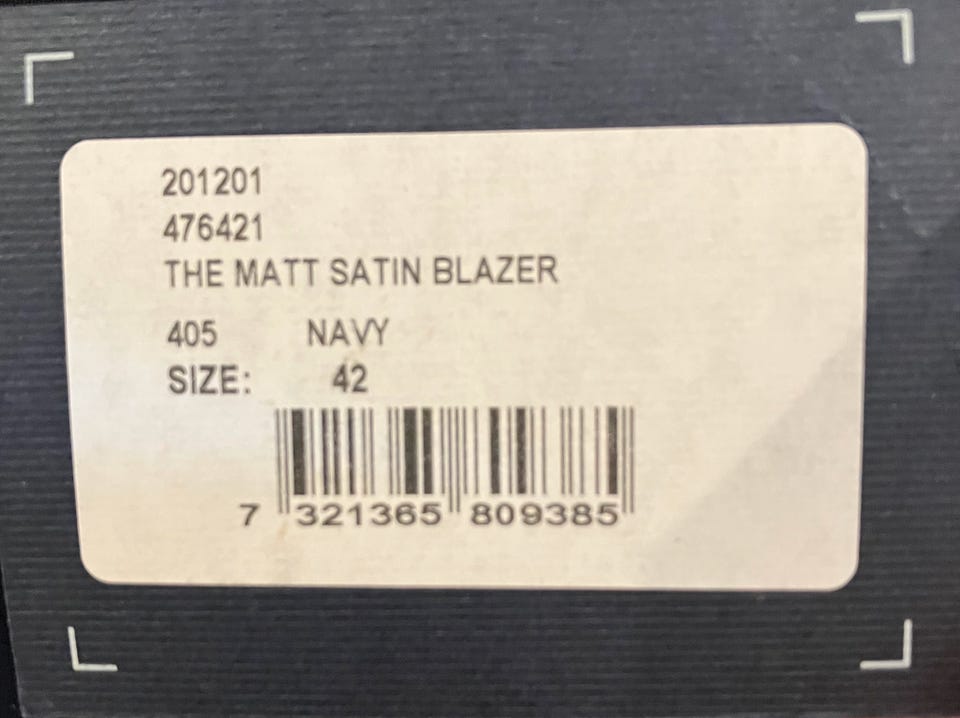 201201
476421
THE MATT SATIN BLAZER
405 NAVY
SIZE: 42
7 321365 809385